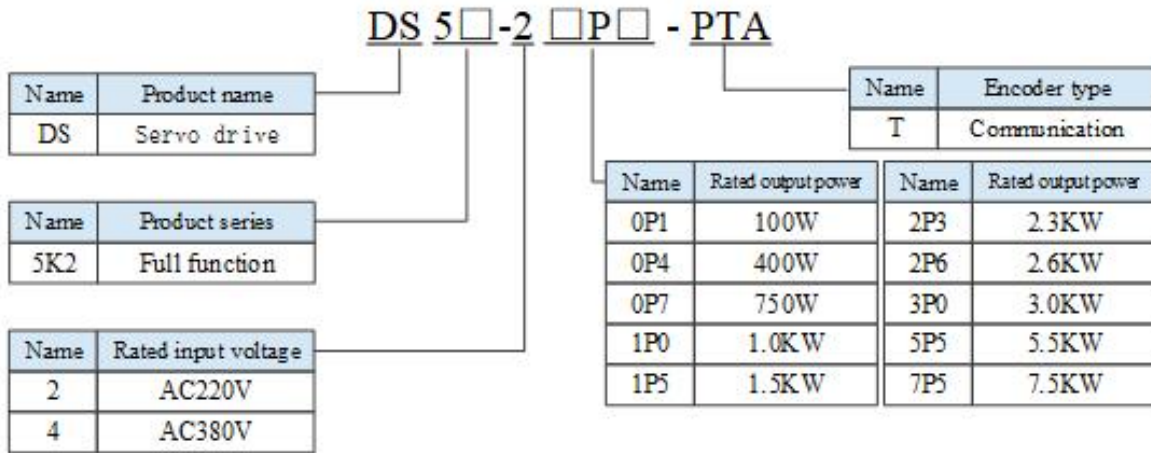 DS 5□-2 □P□ - PTA
Name Product name
DS Servo drive
Name Product series
5K2 Full function
Name Rated input voltage
2 AC220V
4 AC380V
Name Encoder type
T Communication
Name Rated output power Name Rated output power
0P1 100W 2P3 2.3KW
0P4 400W 2P6 2.6KW
0P7 750W 3P0 3.0KW
1P0 1.0KW 5P5 5.5KW
1P5 1.5KW 7P5 7.5KW